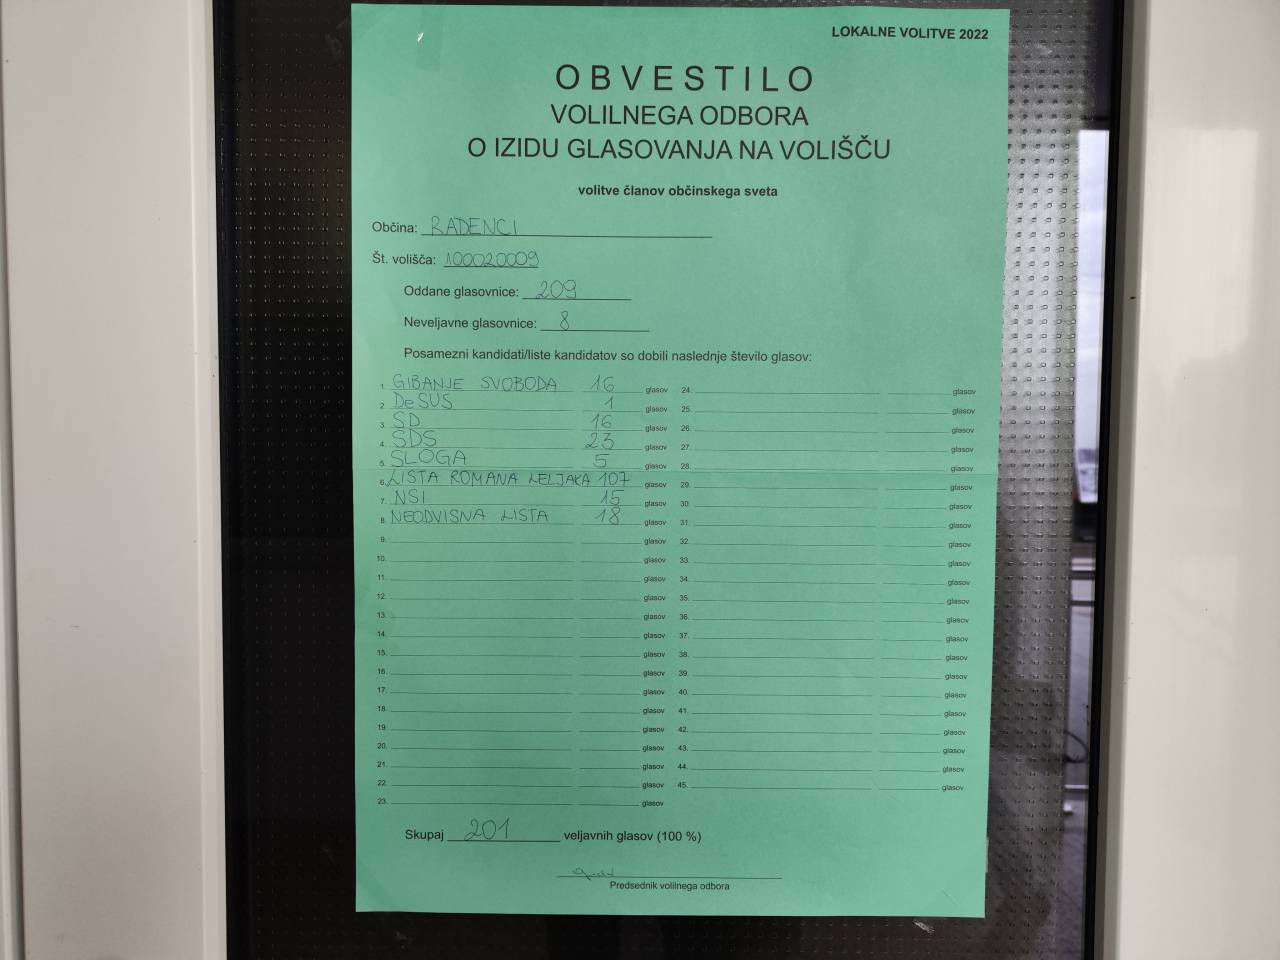 LOKALNE VOLITVE 2022
OBVESTILO
VOLILNEGA ODBORA
O IZIDU GLASOVANJA NA VOLIŠČU
volitve članov občinskega sveta
Občina: RADENCI
Št. volišča: 100020009
Oddane glasovnice: 209
Neveljavne glasovnice: 8
Posamezni kandidati/liste kandidatov so dobili naslednje število glasov:
1. GIBANJE SVOBODA 16 glasov 24. glasov
2. DeSUS 1 glasov 25. glasov
3. SD 16 glasov 26. glasov
4. SDS 23 glasov 27. glasov
5. SLOGA 5 glasov 28. glasov
6. LISTA ROMANA LELJAKA 107 glasov 29. glasov
7. NSI 15 glasov 30. glasov
8. NEODVISNA LISTA 18 glasov 31. glasov
9. glasov 32. glasov
10. glasov 33. glasov
11. glasov 34. glasov
12. glasov 35. glasov
13. glasov 36. glasov
14. glasov 37. glasov
15. glasov 38. glasov
16. glasov 39. glasov
17. glasov 40. glasov
18. glasov 41. glasov
19. glasov 42. glasov
20. glasov 43. glasov
21. glasov 44. glasov
22. glasov 45. glasov
23. glasov
Skupaj 201 veljavnih glasov (100 %)
Predsednik volilnega odbora